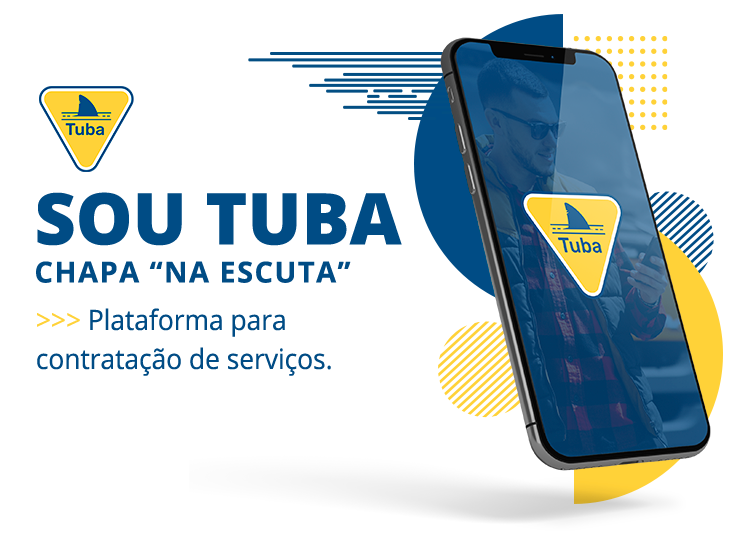 Tuba
SOU TUBA
CHAPA “NA ESCUTA”
>>> Plataforma para
contratação de serviços.
Tuba